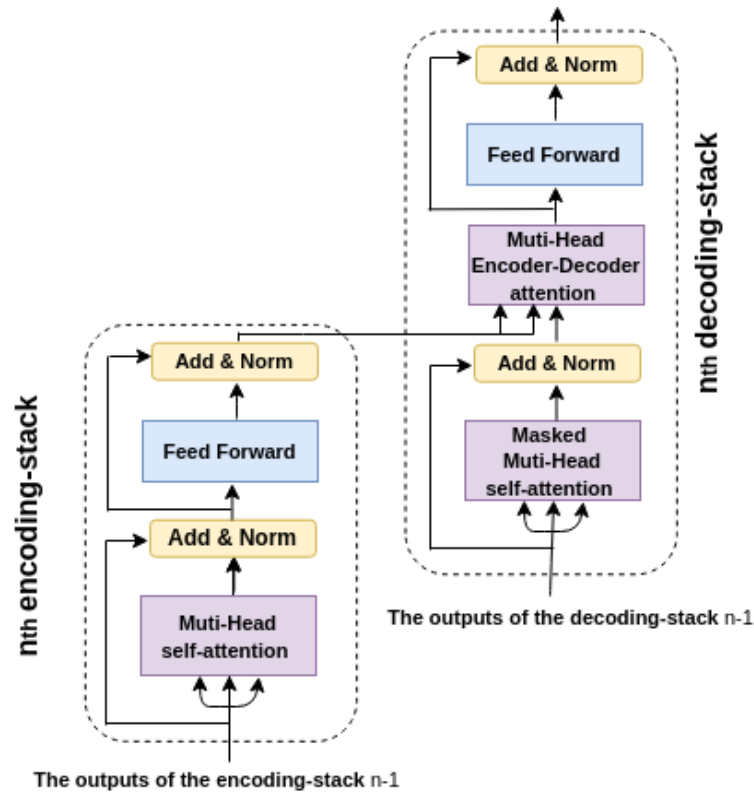 Add & Norm
Feed Forward
Muti-Head
Encoder-Decoder
attention
Add & Norm
Masked
Muti-Head
self-attention
nth decoding-stack
The outputs of the decoding-stack n-1
Add & Norm
Feed Forward
Add & Norm
Muti-Head
self-attention
nth encoding-stack
The outputs of the encoding-stack n-1